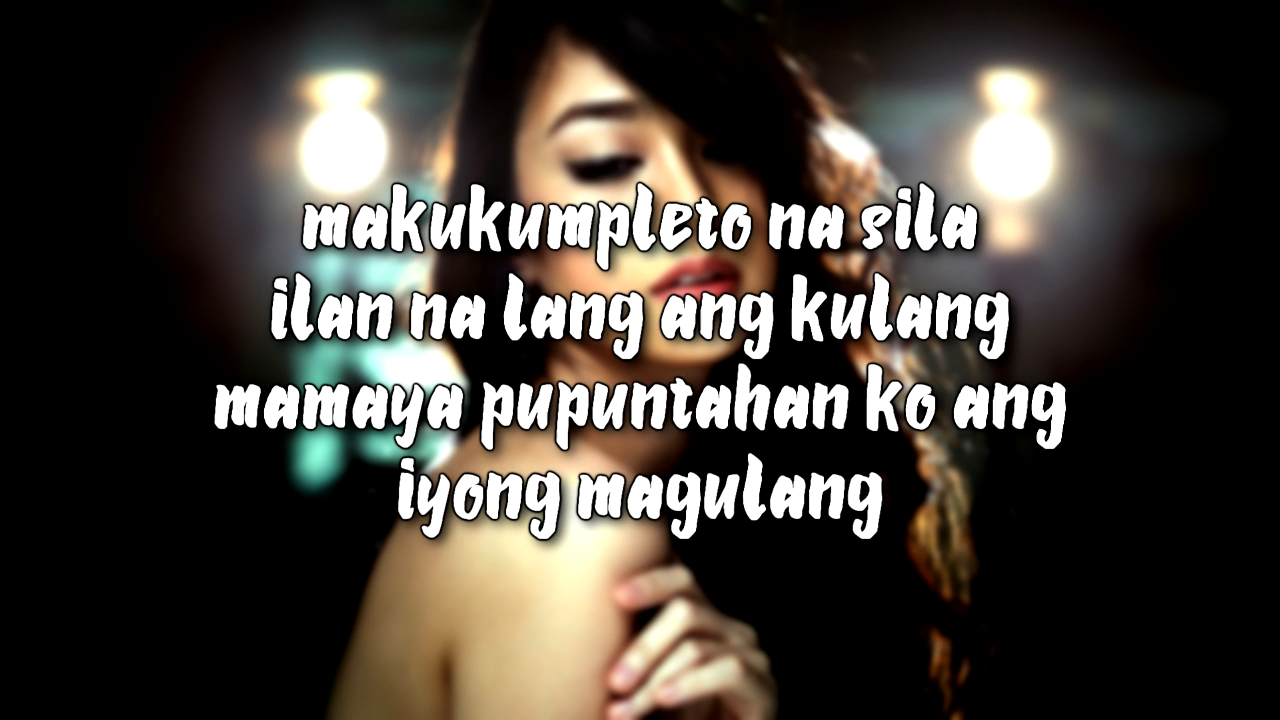 makukumpleto na sila
ilan na lang ang kulang
mamaya pupuntahan ko ang
iyong magulang